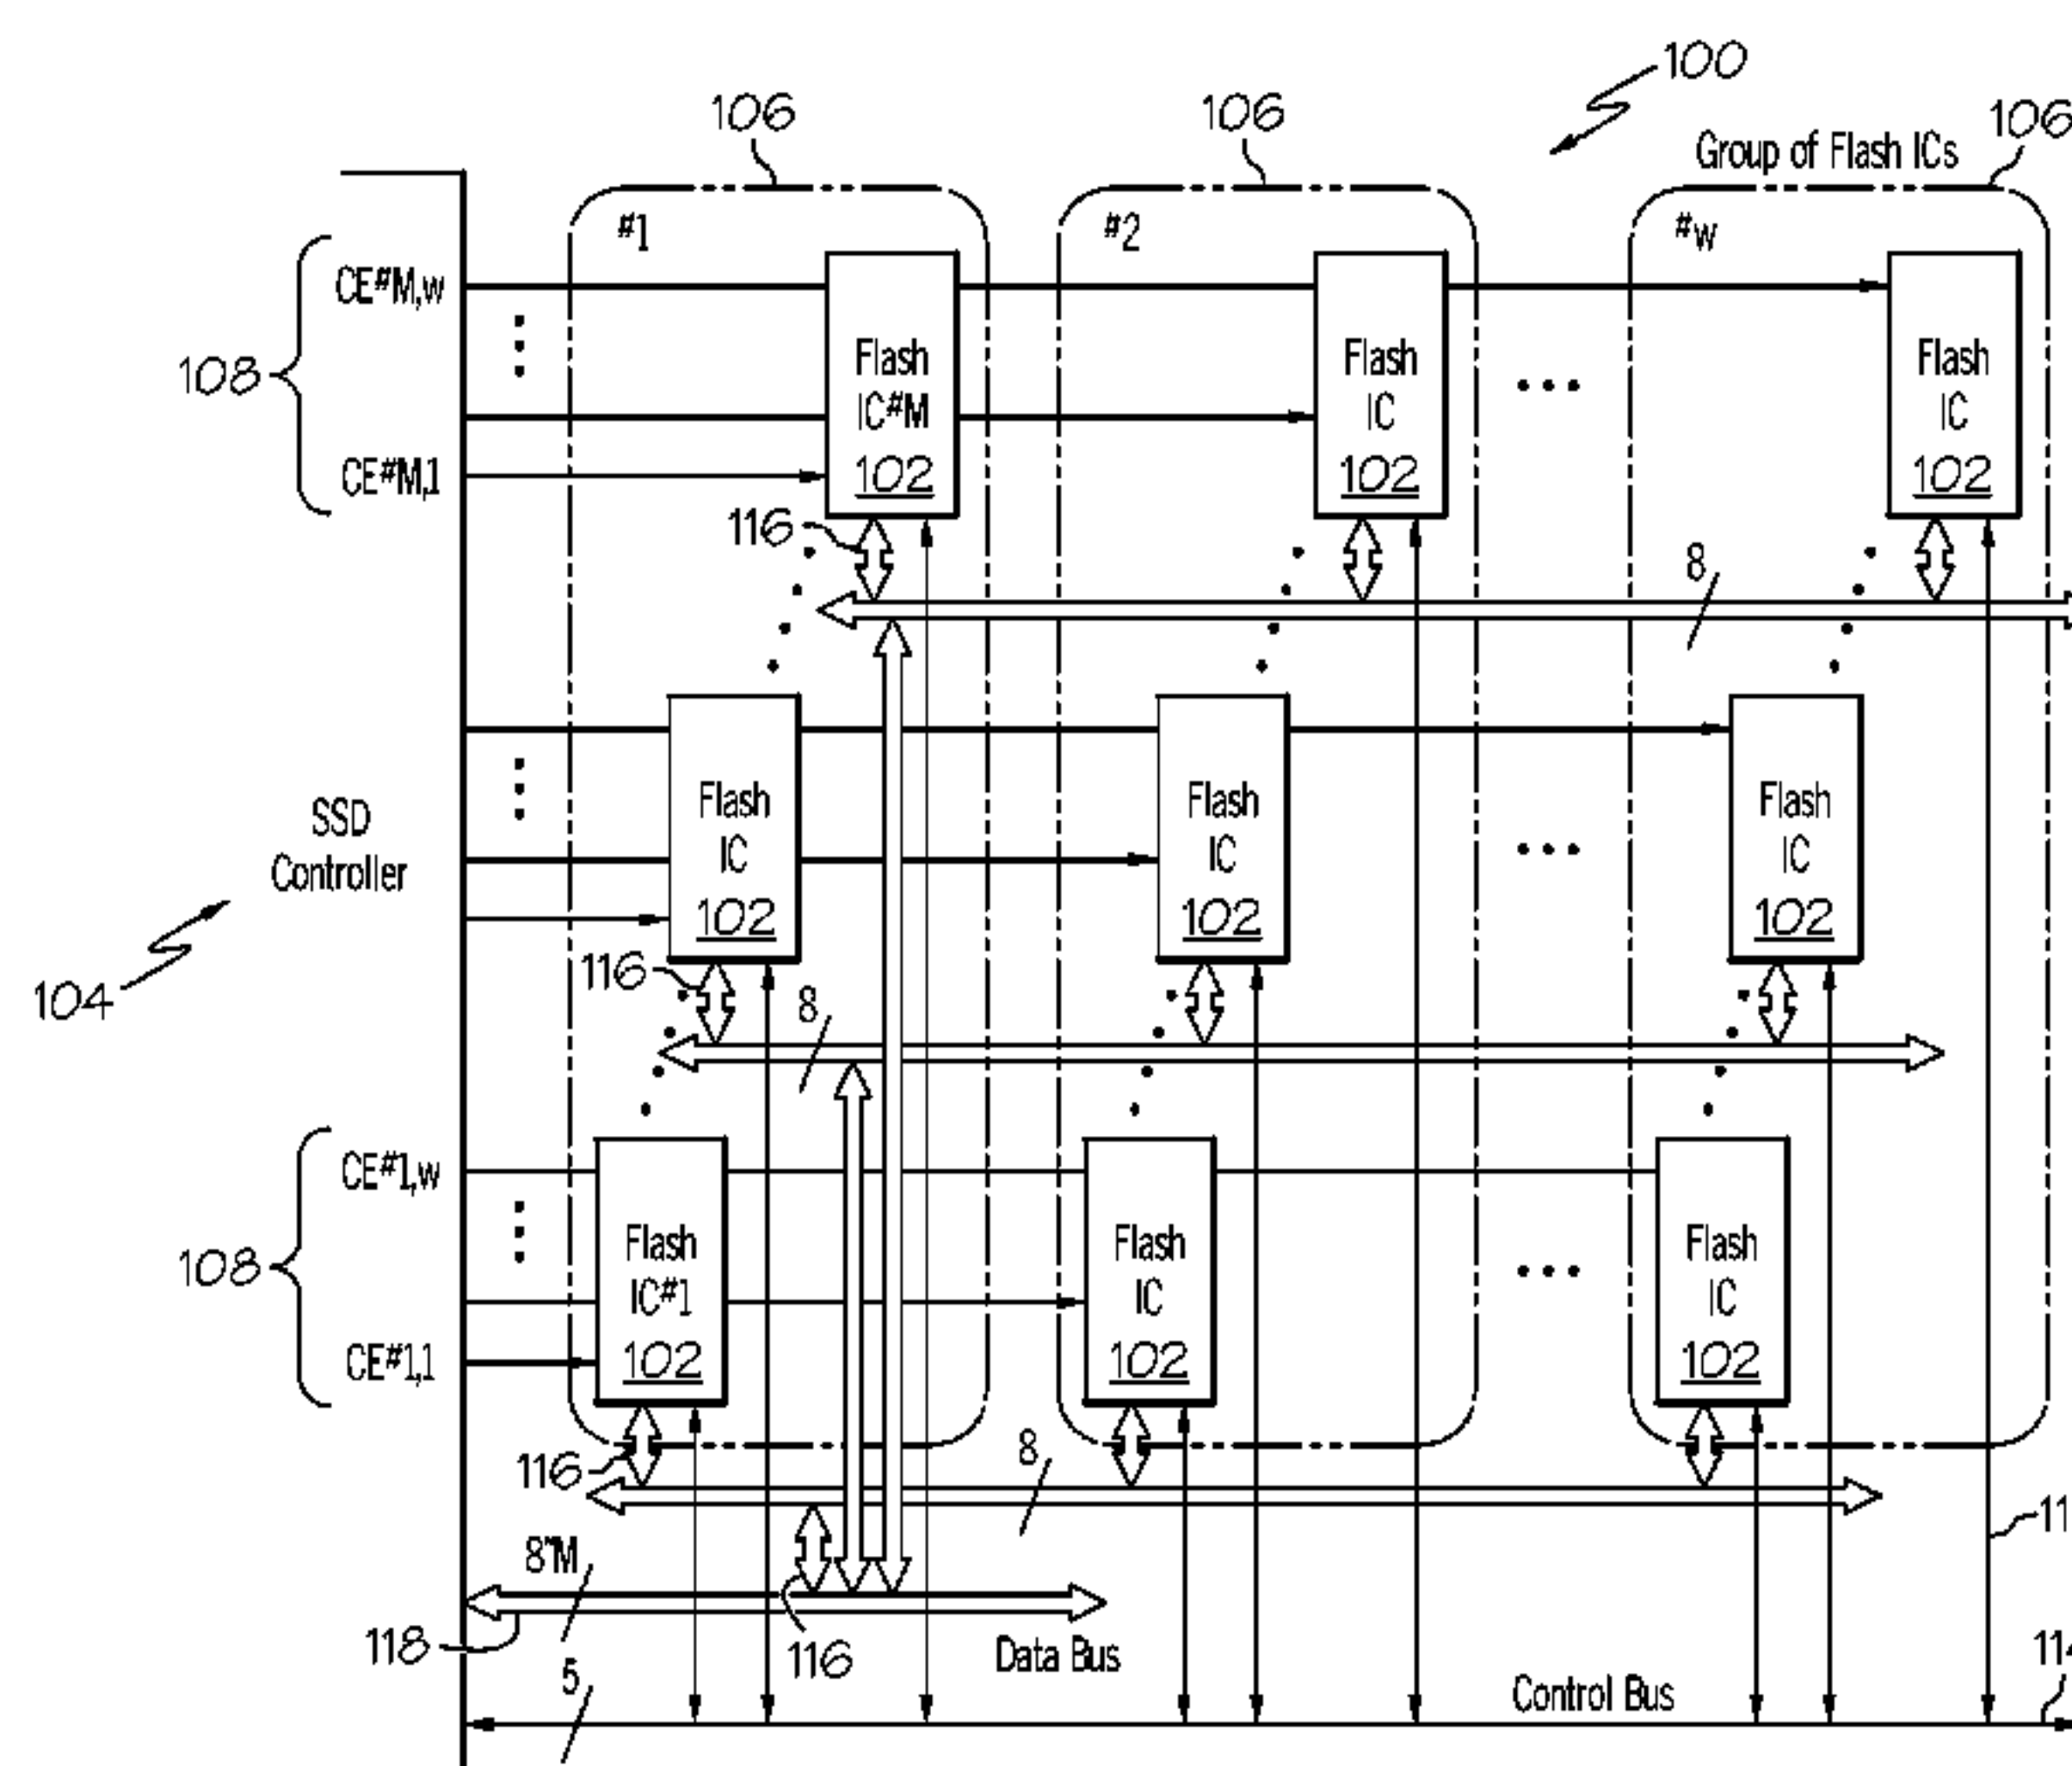 100
106
106
106
Group of Flash ICs
#1
#2
#w
CE#M,w
108
CE#M,1
Flash
IC#M
102
Flash
IC
102
Flash
IC
102
116
8
SSD
Controller
104
Flash
IC
102
Flash
IC
102
Flash
IC
102
116
8
CE#1,w
108
CE#1,1
Flash
IC#1
102
Flash
IC
102
Flash
IC
102
116
8
8*M
118
116
Data Bus
5
Control Bus